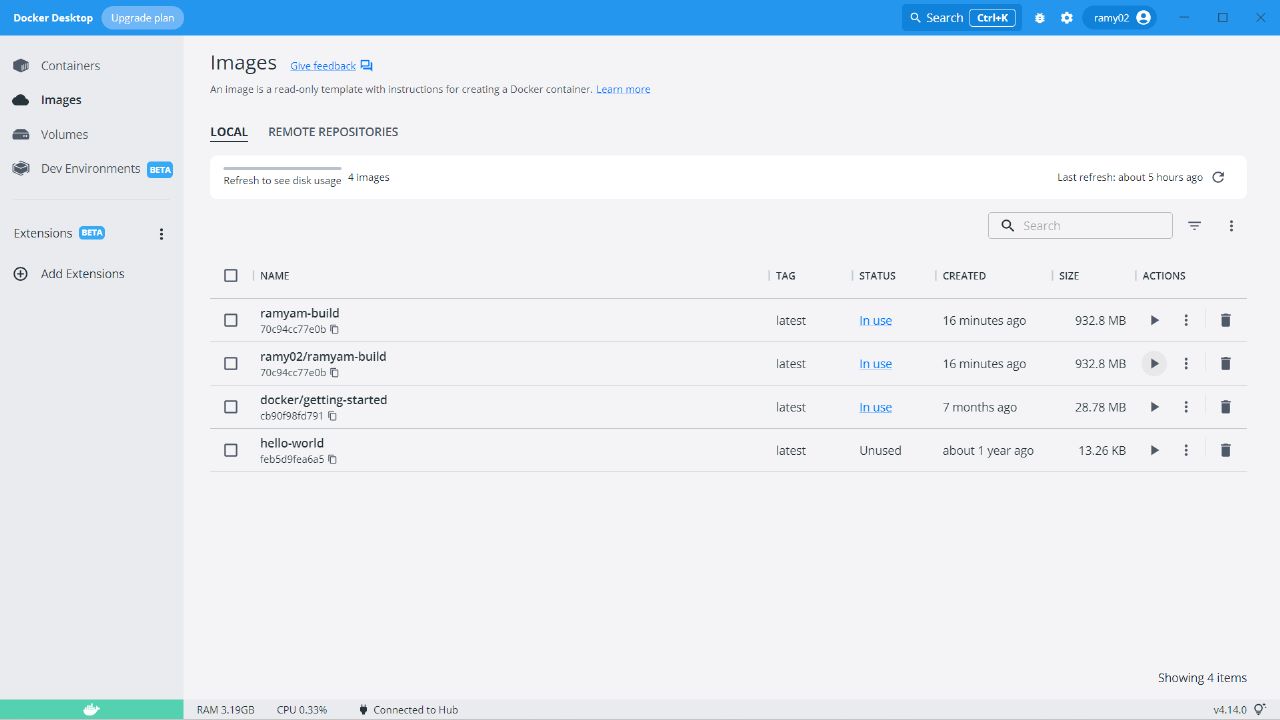 Docker Desktop Upgrade plan Search Ctrl+K ramy02
Containers
Images
Volumes
Dev Environments BETA
Extensions BETA
Add Extensions
Images Give feedback
An image is a read-only template with instructions for creating a Docker container. Learn more
LOCAL REMOTE REPOSITORIES
Refresh to see disk usage 4 images Last refresh: about 5 hours ago
Search
NAME TAG STATUS CREATED SIZE ACTIONS
ramyam-build latest In use 16 minutes ago 932.8 MB
70c94cc77e0b
ramy02/ramyam-build latest In use 16 minutes ago 932.8 MB
70c94cc77e0b
docker/getting-started latest In use 7 months ago 28.78 MB
cb90f98fd791
hello-world latest Unused about 1 year ago 13.26 KB
feb5d9fea6a5
Showing 4 items
RAM 3.19GB CPU 0.33% Connected to Hub v4.14.0